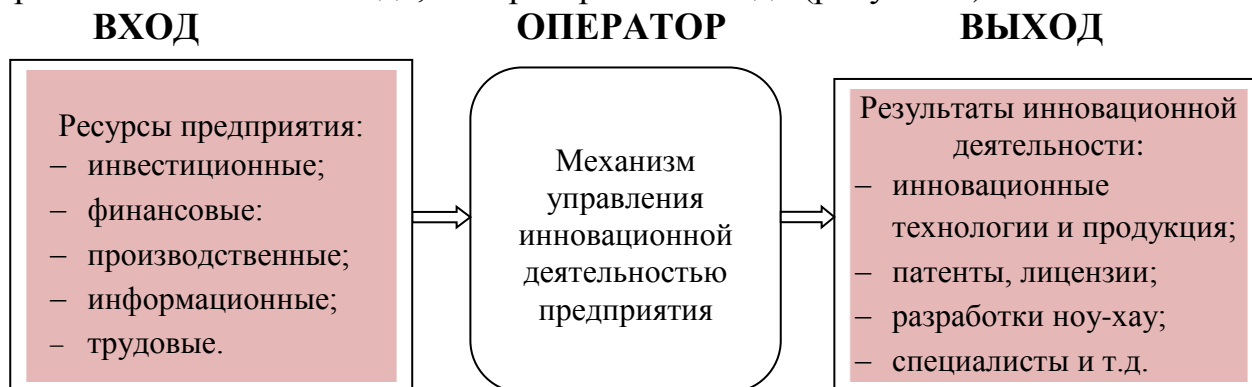 ВХОД
ОПЕРАТОР
ВЫХОД
Ресурсы предприятия:
– инвестиционные;
– финансовые:
– производственные;
– информационные;
– трудовые.
Механизм
управления
инновационной
деятельностью
предприятия
Результаты инновационной
деятельности:
– инновационные
технологии и продукция;
– патенты, лицензии;
– разработки ноу-хау;
– специалисты и т.д.